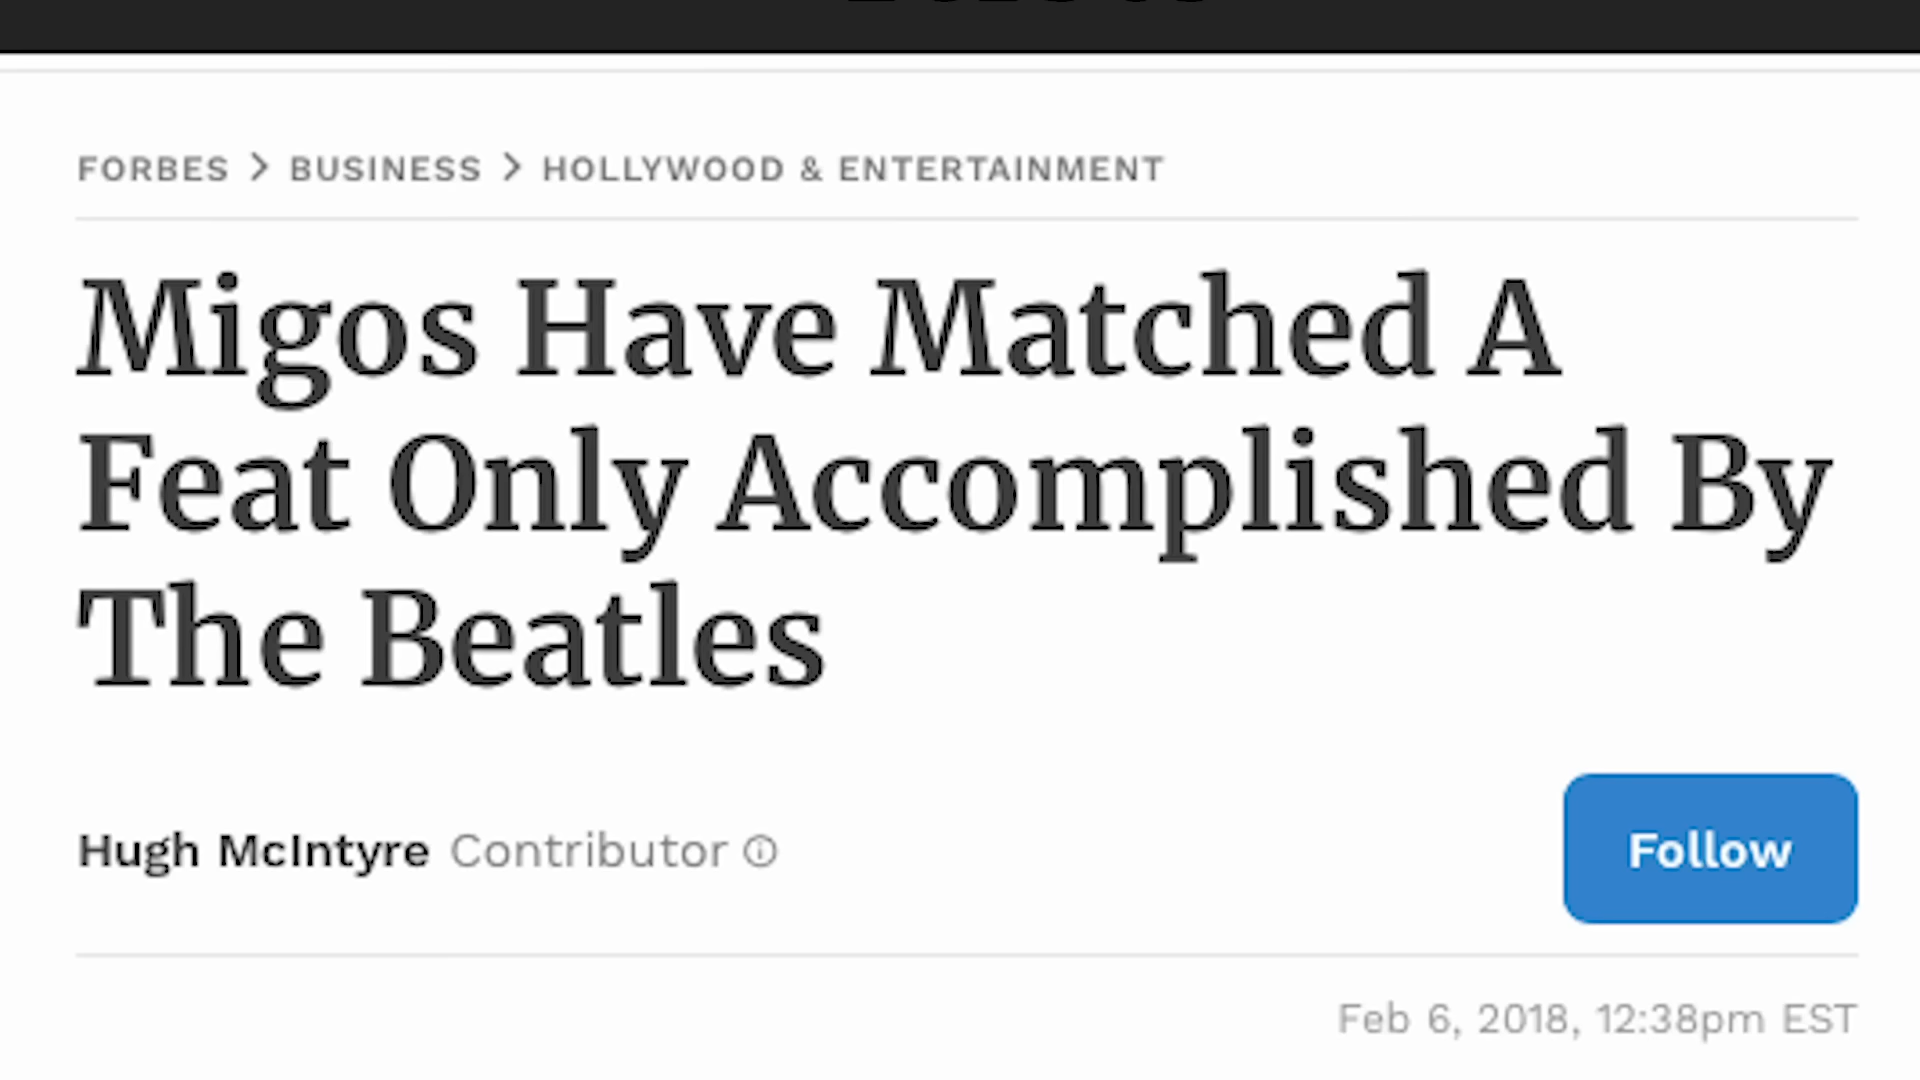 FORBES > BUSINESS > HOLLYWOOD & ENTERTAINMENT
Migos Have Matched A
Feat Only Accomplished By
The Beatles
Hugh McIntyre Contributor
Follow
Feb 6, 2018, 12:38pm EST